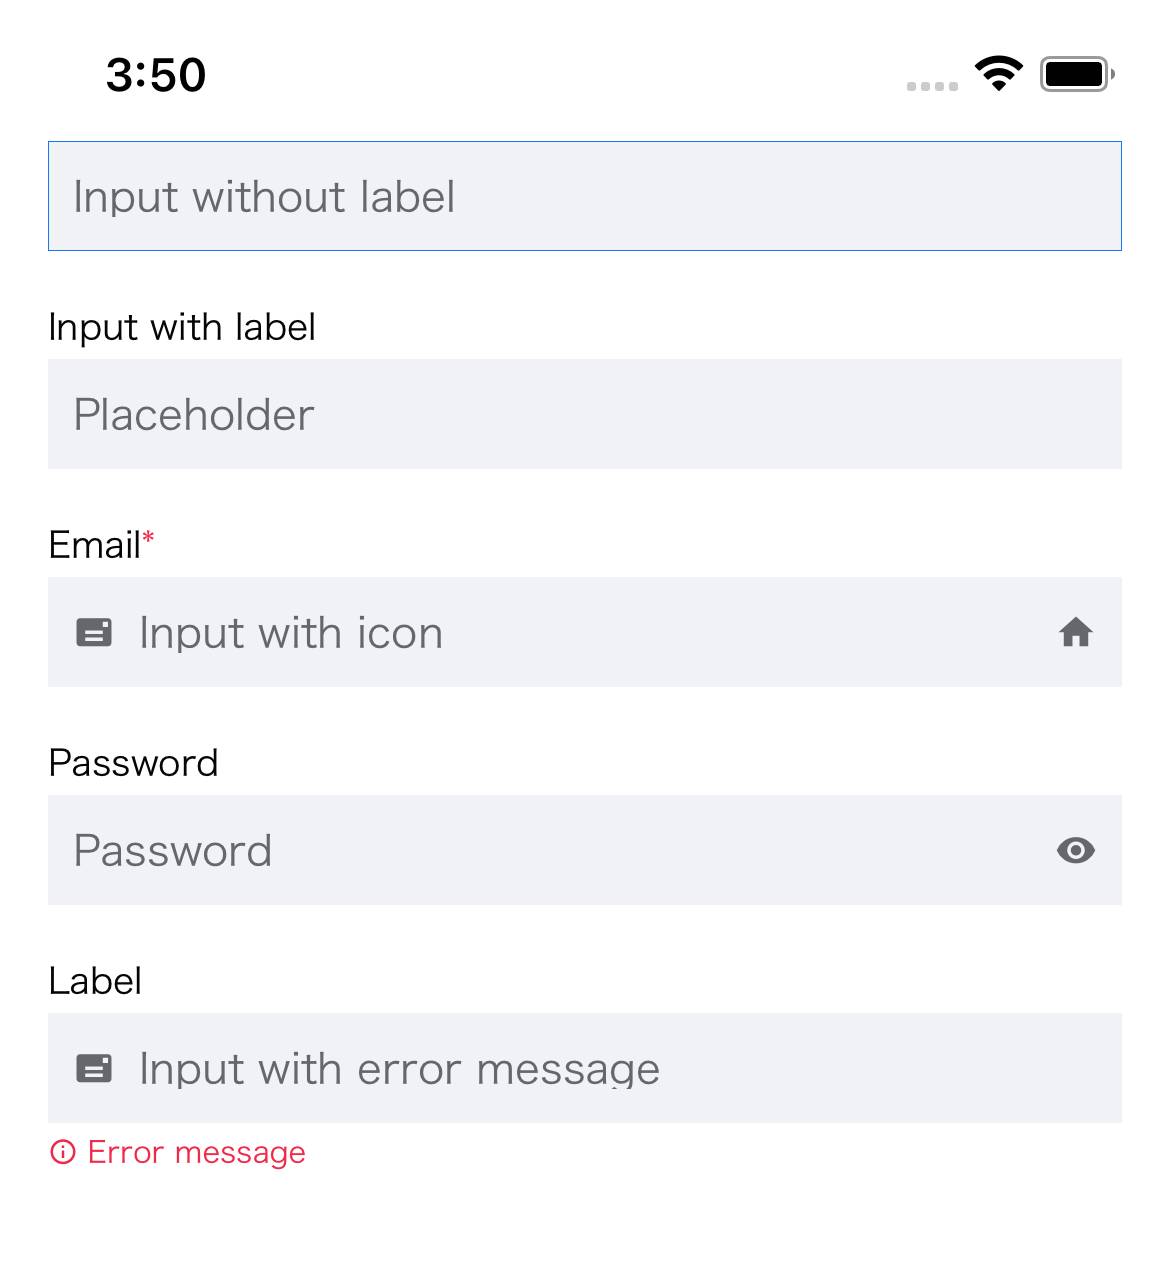 3:50
Input without label
Input with label
Placeholder
Email*
Input with icon
Password
Password
Label
Input with error message
Error message